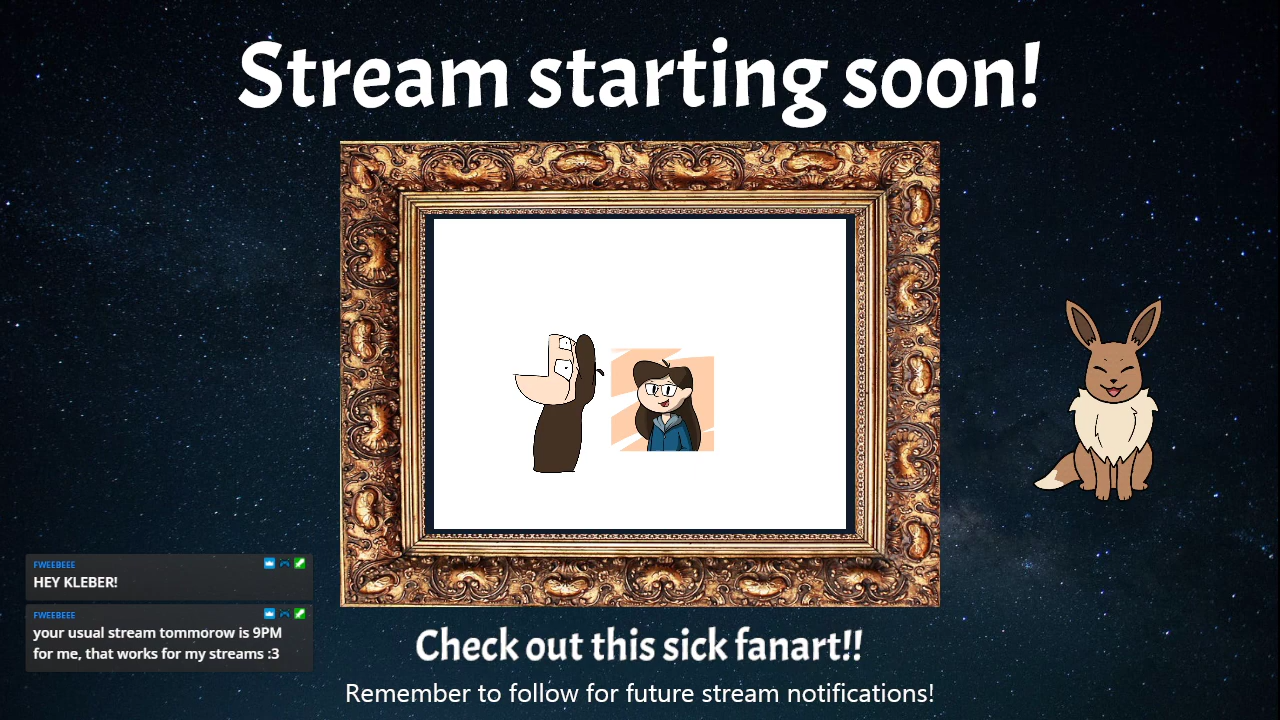 Stream starting soon!
FWEEBEEE
HEY KLEBER!
FWEEBEEE
your usual stream tommorow is 9PM
for me, that works for my streams :3
Check out this sick fanart!!
Remember to follow for future stream notifications!